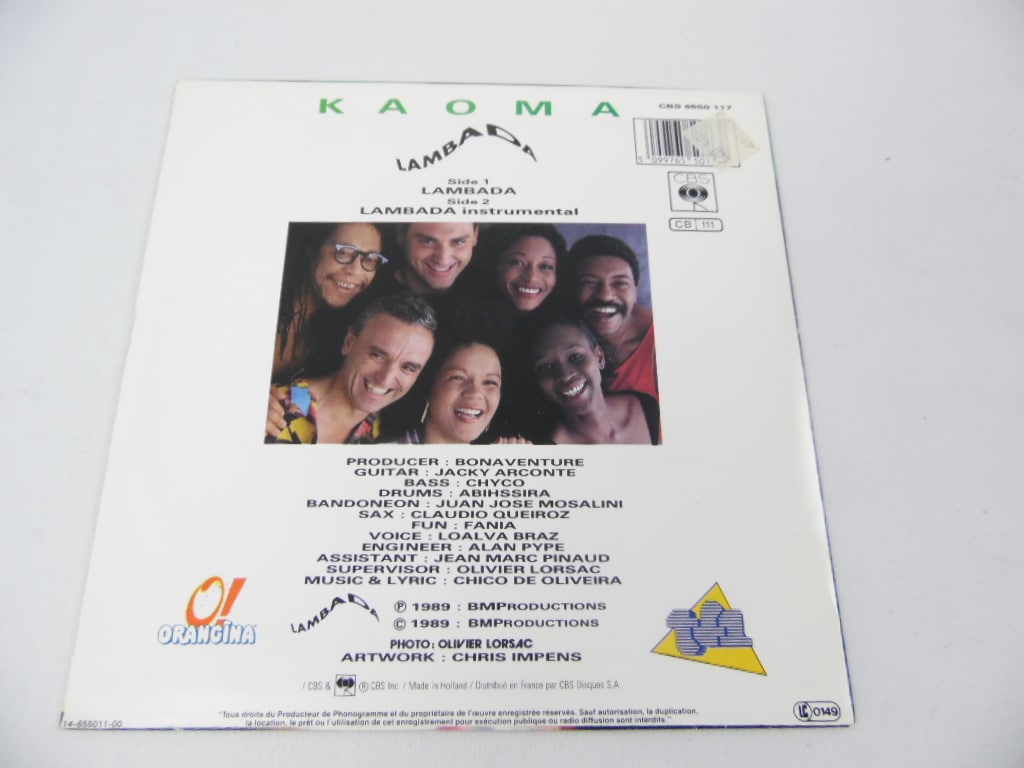 KAOMA
CBS 6550 117
LAMBADA
5 099765 501
Side 1
LAMBADA
CBS
Side 2
LAMBADA instrumental
CB 111
PRODUCER : BONAVENTURE
GUITAR : JACKY ARCONTE
BASS : CHYCO
DRUMS : ABIHSSIRA
BANDONEON : JUAN JOSE MOSALINI
SAX : CLAUDIO QUEIROZ
FUN : FANIA
VOICE : LOALVA BRAZ
ENGINEER : ALAN PYPE
ASSISTANT : JEAN MARC PINAUD
SUPERVISOR : OLIVIER LORSAC
MUSIC & LYRIC : CHICO DE OLIVEIRA
O!
ORANGINA
LAMBADA
℗ 1989 : BMPRODUCTIONS
© 1989 : BMPRODUCTIONS
TF1
PHOTO: OLIVIER LORSAC
ARTWORK : CHRIS IMPENS
/ CBS & ® CBS Inc. / Made in Holland / Distribué en France par CBS Disques S.A.
"Tous droits du Producteur de Phonogramme et du propriétaire de l'œuvre enregistrée réservés. Sauf autorisation, la duplication,
la location, le prêt ou l'utilisation de cet enregistrement pour exécution publique ou radio diffusion sont interdits."
14-655011-00
LC 0149